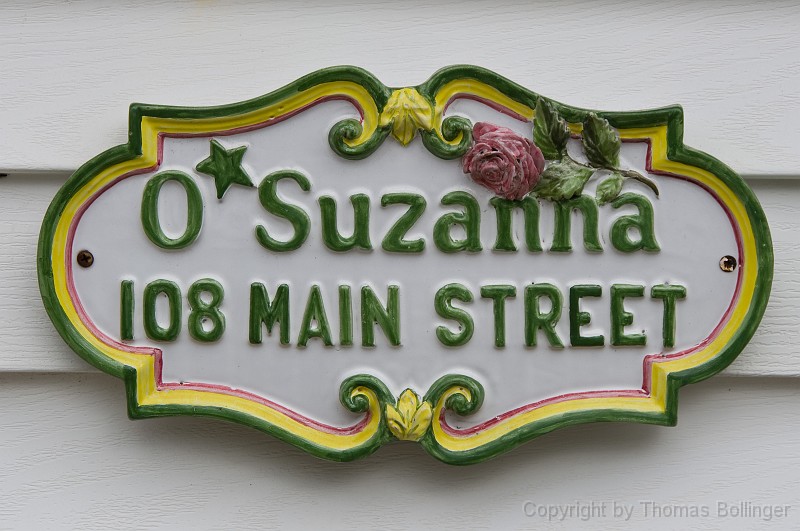 O★Suzanna
108 MAIN STREET
Copyright by Thomas Bollinger